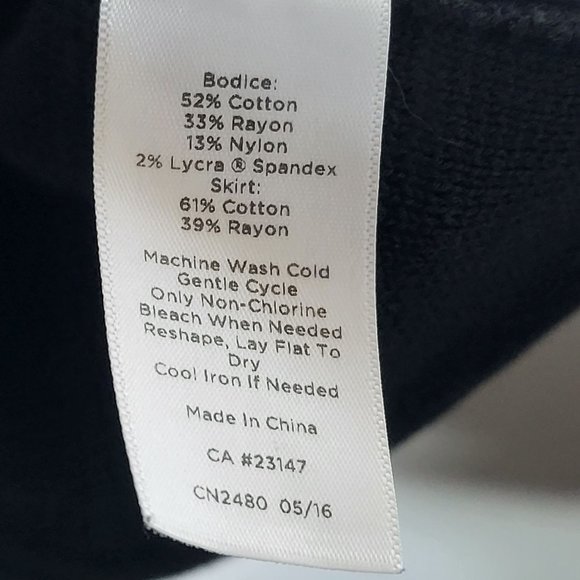 Bodice:
52% Cotton
33% Rayon
13% Nylon
2% Lycra ® Spandex
Skirt:
61% Cotton
39% Rayon
Machine Wash Cold
Gentle Cycle
Only Non-Chlorine
Bleach When Needed
Reshape, Lay Flat To
Dry
Cool Iron If Needed
Made In China
CA #23147
CN2480 05/16